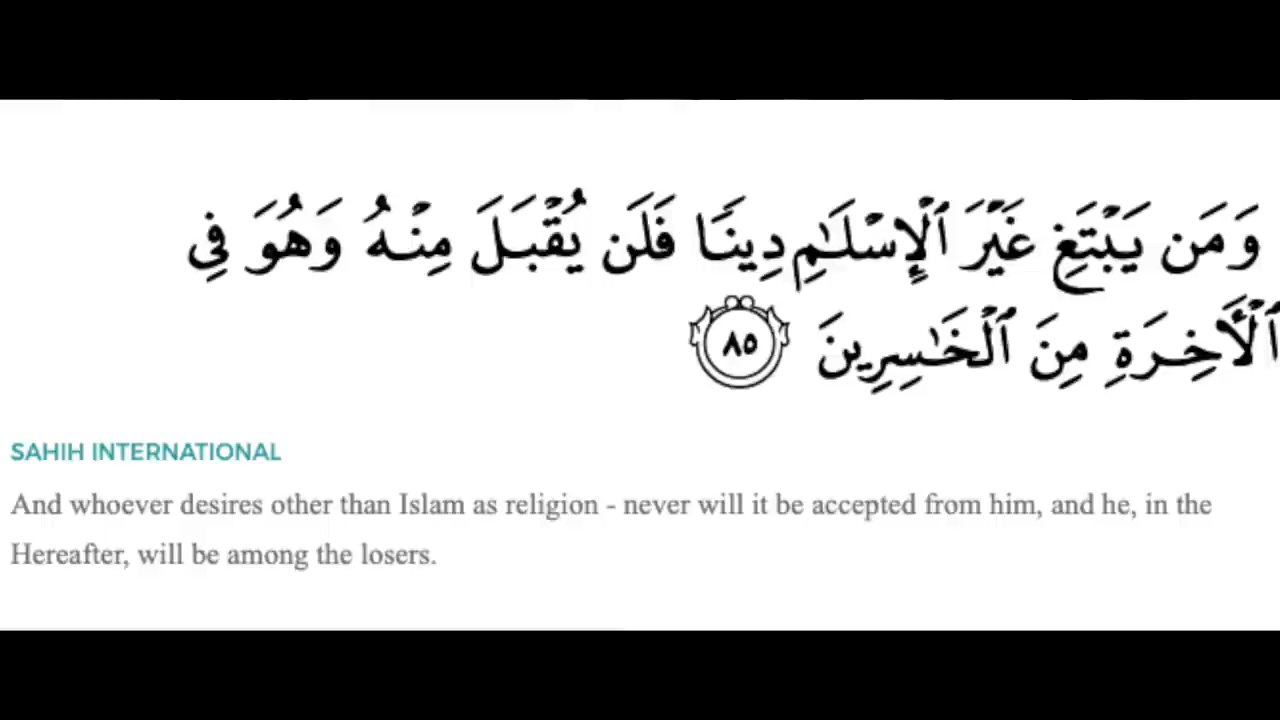 وَمَن يَبْتَغِ غَيْرَ ٱلْإِسْلَـٰمِ دِينًا فَلَن يُقْبَلَ مِنْهُ وَهُوَ فِى
ٱلْـَٔاخِرَةِ مِنَ ٱلْخَـٰسِرِينَ ٨٥
SAHIH INTERNATIONAL
And whoever desires other than Islam as religion - never will it be accepted from him, and he, in the
Hereafter, will be among the losers.